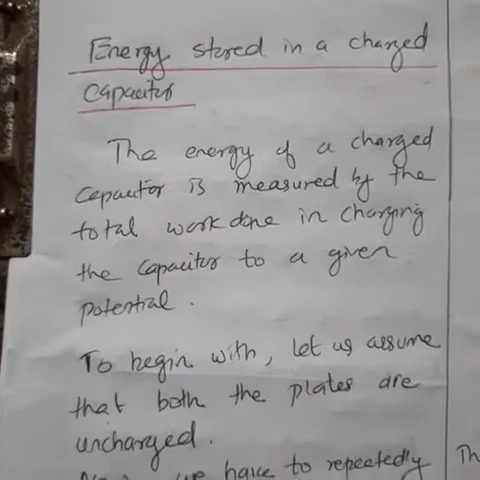 Energy stored in a charged
capacitor
The energy of a charged
capacitor is measured by the
total work done in charging
the capacitor to a given
potential.
To begin with, let us assume
that both the plates are
uncharged.
we have to repeatedly
Th